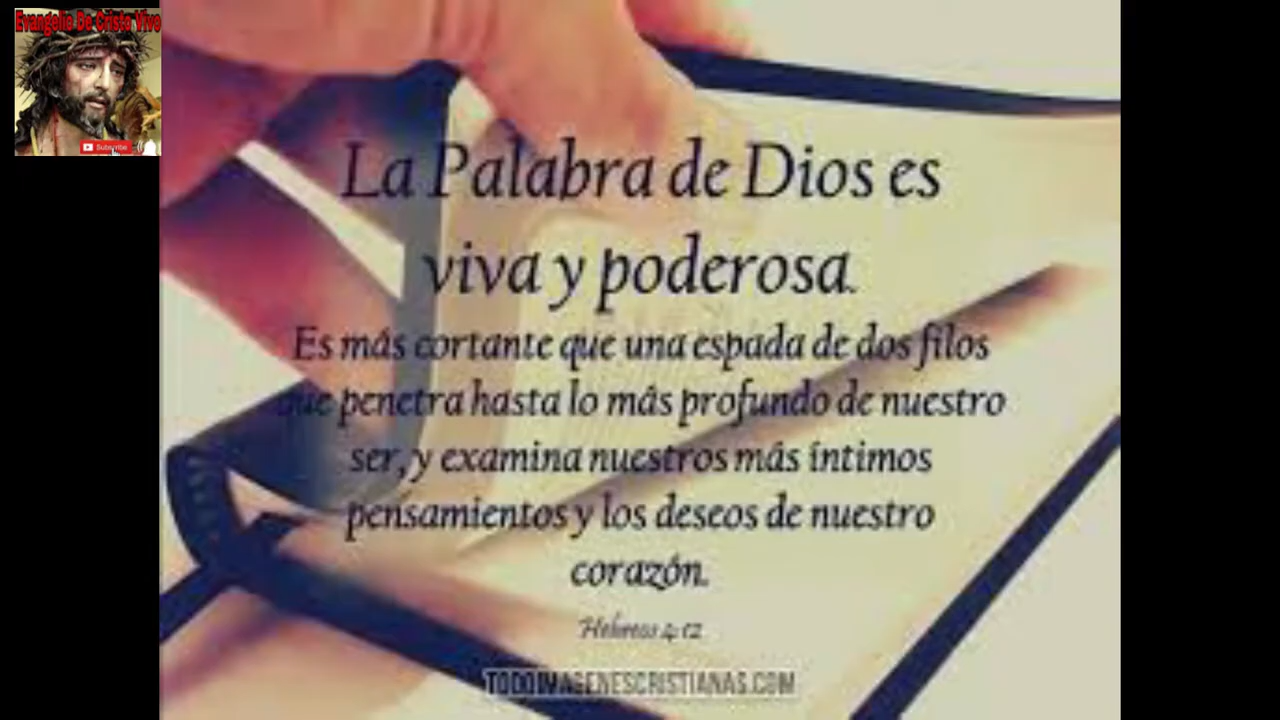 Evangelio De Cristo Vivo
Subscribe
La Palabra de Dios es
viva y poderosa.
Es más cortante que una espada de dos filos
que penetra hasta lo más profundo de nuestro
ser, y examina nuestros más íntimos
pensamientos y los deseos de nuestro
corazón.
Hebreos 4:12
TODOIMAGENESCRISTIANAS.COM